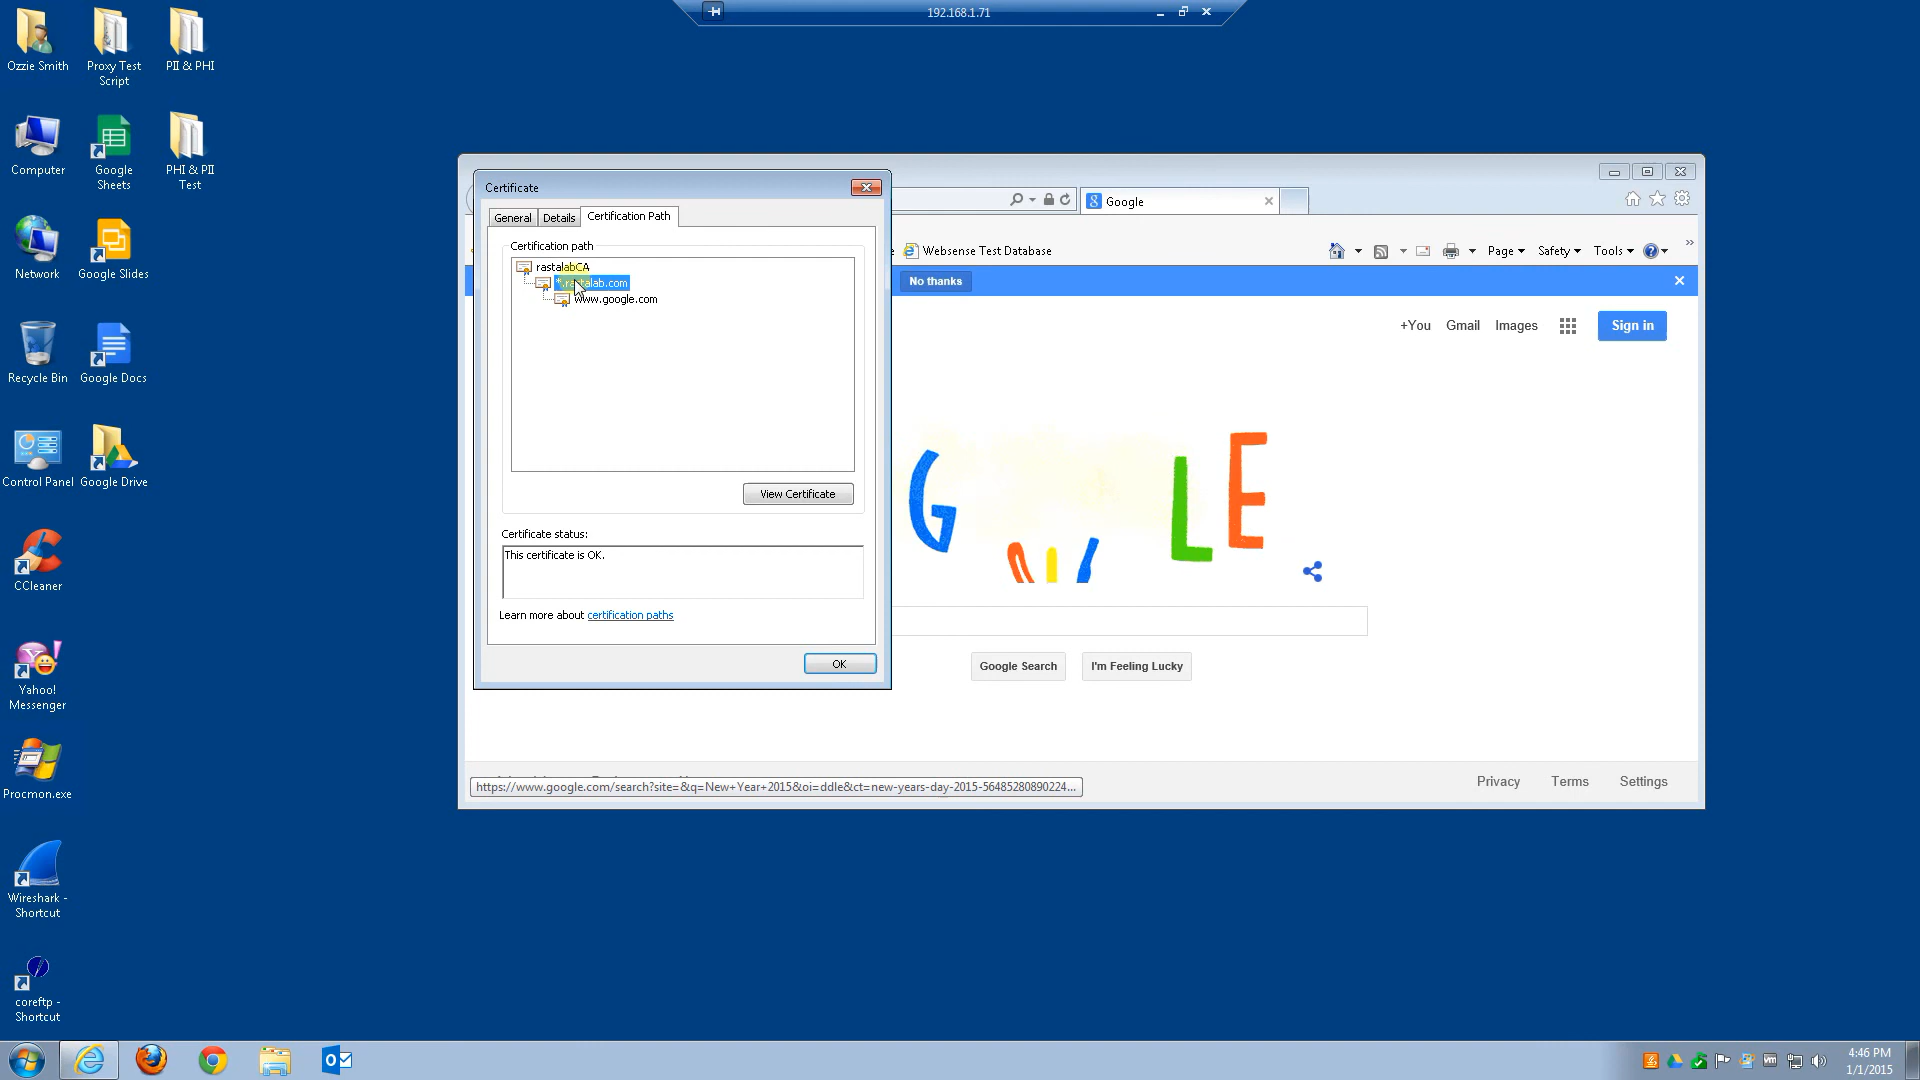 192.168.1.71
Ozzie Smith
Proxy Test
Script
PII & PHI
Computer
Google
Sheets
PHI & PII
Test
Network
Google Slides
Recycle Bin
Google Docs
Control Panel
Google Drive
CCleaner
Yahoo!
Messenger
Procmon.exe
Wireshark -
Shortcut
coreftp -
Shortcut
Certificate
General
Details
Certification Path
Certification path
rastalabCA
*.rastalab.com
www.google.com
View Certificate
Certificate status:
This certificate is OK.
Learn more about certification paths
OK
Google
Websense Test Database
Page
Safety
Tools
No thanks
+You
Gmail
Images
Sign in
G
L
E
Google Search
I'm Feeling Lucky
https://www.google.com/search?site=&q=New+Year+2015&oi=ddle&ct=new-years-day-2015-56485280890224...
Privacy
Terms
Settings
4:46 PM
1/1/2015